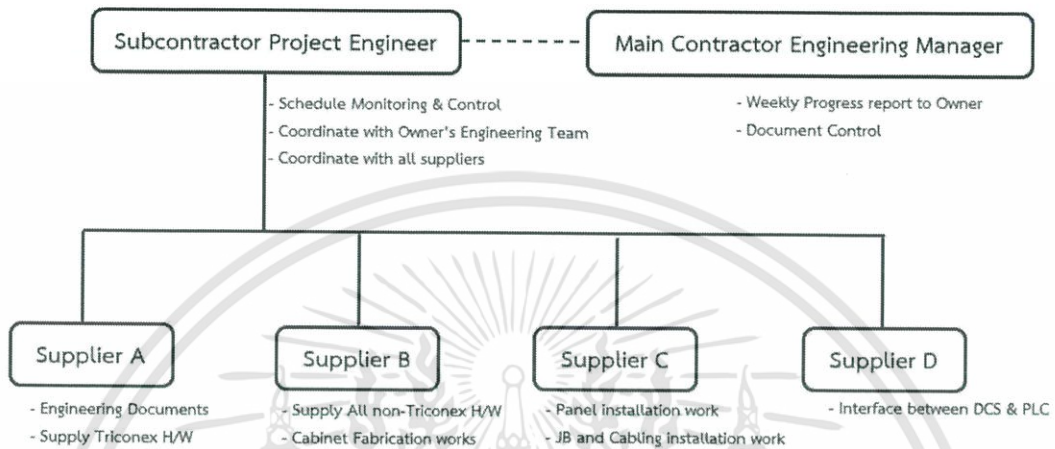 Subcontractor Project Engineer
Main Contractor Engineering Manager
- Schedule Monitoring & Control
- Coordinate with Owner's Engineering Team
- Coordinate with all suppliers
- Weekly Progress report to Owner
- Document Control
Supplier A
- Engineering Documents
- Supply Triconex H/W
Supplier B
- Supply All non-Triconex H/W
- Cabinet Fabrication works
Supplier C
- Panel installation work
- JB and Cabling installation work
Supplier D
- Interface between DCS & PLC